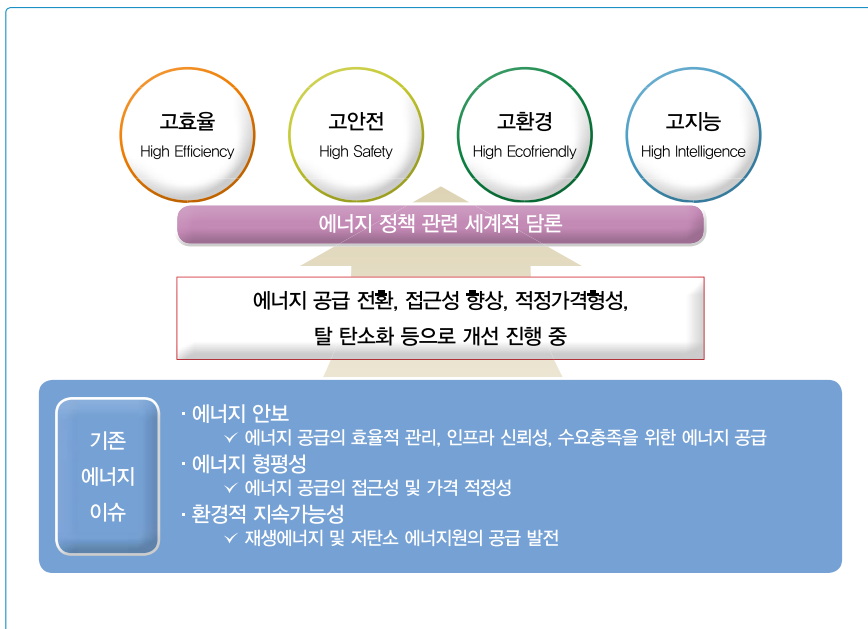 고효율
High Efficiency
고안전
High Safety
고환경
High Ecofriendly
고지능
High Intelligence
에너지 정책 관련 세계적 담론
에너지 공급 전환, 접근성 향상, 적정가격형성,
탈 탄소화 등으로 개선 진행 중
기존
에너지
이슈
· 에너지 안보
✓ 에너지 공급의 효율적 관리, 인프라 신뢰성, 수요충족을 위한 에너지 공급
· 에너지 형평성
✓ 에너지 공급의 접근성 및 가격 적정성
· 환경적 지속가능성
✓ 재생에너지 및 저탄소 에너지원의 공급 발전